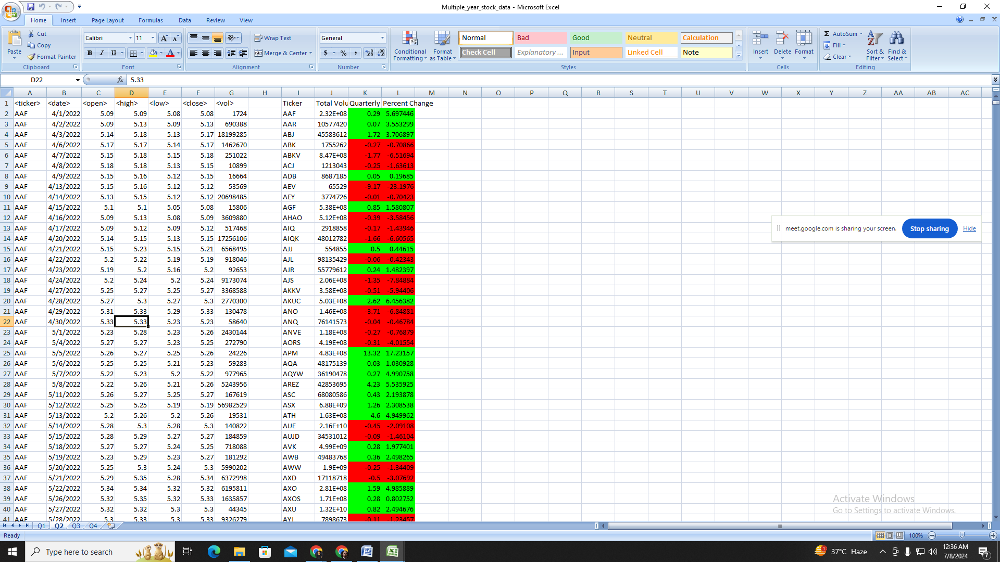 Multiple_year_stock_data - Microsoft Excel
Home Insert Page Layout Formulas Data Review View
Paste Cut Copy Format Painter
Calibri 11 B I U
Wrap Text Merge & Center
General $ % ,
Conditional Formatting Format as Table
Normal Bad Good Neutral Calculation
Check Cell Explanatory ... Input Linked Cell Note
Insert Delete Format
Σ AutoSum Fill Clear Sort & Filter Find & Select
Clipboard Font Alignment Number Styles Cells Editing
D22 fx 5.33
A B C D E F G H I J K L M N O P Q R S T U V W X Y Z AA AB AC
1 <ticker> <date> <open> <high> <low> <close> <vol> Ticker Total Volu Quarterly Percent Change
2 AAF 4/1/2022 5.09 5.09 5.08 5.08 1724 AAF 2.32E+08 0.29 5.697446
3 AAF 4/2/2022 5.09 5.13 5.09 5.13 690388 AAR 10577420 0.07 3.553299
4 AAF 4/3/2022 5.14 5.18 5.13 5.17 18199285 ABJ 45583612 1.72 3.706897
5 AAF 4/6/2022 5.17 5.17 5.14 5.17 1462670 ABK 1755262 -0.27 -0.70866
6 AAF 4/7/2022 5.15 5.18 5.15 5.18 251022 ABKV 8.47E+08 -1.77 -6.51694
7 AAF 4/8/2022 5.18 5.18 5.13 5.15 10899 ACJ 1213043 -0.25 -1.63613
8 AAF 4/9/2022 5.15 5.16 5.12 5.15 16664 ADB 8687185 0.05 0.19685
9 AAF 4/13/2022 5.15 5.16 5.12 5.12 53569 AEV 65529 -9.17 -23.1976
10 AAF 4/14/2022 5.13 5.15 5.12 5.12 20698485 AEY 3774726 -0.01 -0.70423
11 AAF 4/15/2022 5.1 5.1 5.05 5.08 15806 AGF 5.38E+08 0.85 1.580807
12 AAF 4/16/2022 5.09 5.13 5.08 5.09 3609880 AHAO 5.12E+08 -0.39 -3.58456
13 AAF 4/17/2022 5.09 5.12 5.09 5.12 517468 AIQ 2918858 -0.17 -1.43946
14 AAF 4/20/2022 5.14 5.15 5.13 5.15 17256106 AIQK 48012782 -1.66 -6.60565
15 AAF 4/21/2022 5.15 5.23 5.15 5.21 6568495 AJJ 554855 0.5 0.44615
16 AAF 4/22/2022 5.2 5.22 5.19 5.19 918046 AJL 98135429 -0.06 -0.42343
17 AAF 4/23/2022 5.19 5.2 5.16 5.2 92653 AJR 55779612 0.24 1.482397
18 AAF 4/24/2022 5.2 5.24 5.2 5.24 9173074 AJS 2.06E+08 -1.35 -7.84884
19 AAF 4/27/2022 5.25 5.27 5.25 5.27 3368588 AKKV 3.58E+08 -0.51 -5.94406
20 AAF 4/28/2022 5.27 5.3 5.27 5.3 2770300 AKUC 5.03E+08 2.62 6.456382
21 AAF 4/29/2022 5.31 5.33 5.29 5.33 130478 ANO 1.46E+08 -3.71 -6.84881
22 AAF 4/30/2022 5.33 5.33 5.23 5.23 58640 ANQ 76141573 -0.04 -0.46784
23 AAF 5/1/2022 5.23 5.28 5.23 5.26 2430144 ANVE 1.18E+08 -0.27 -0.76879
24 AAF 5/4/2022 5.27 5.27 5.23 5.25 272790 AORS 4.19E+08 -0.31 -4.01554
25 AAF 5/5/2022 5.26 5.27 5.25 5.26 24226 APM 4.83E+08 13.32 17.23157
26 AAF 5/6/2022 5.25 5.25 5.21 5.23 59283 AQA 48175139 0.03 1.030928
27 AAF 5/7/2022 5.22 5.23 5.2 5.22 977965 AQYW 36190478 0.27 4.990758
28 AAF 5/8/2022 5.22 5.26 5.21 5.26 5243956 AREZ 42853695 4.23 5.535925
29 AAF 5/11/2022 5.26 5.27 5.25 5.27 167619 ASC 68080586 0.43 2.193878
30 AAF 5/12/2022 5.25 5.25 5.19 5.19 56982529 ASX 6.88E+09 1.26 2.308538
31 AAF 5/13/2022 5.2 5.26 5.2 5.26 19531 ATH 1.63E+08 4.6 4.949962
32 AAF 5/14/2022 5.28 5.3 5.28 5.3 140822 AUE 2.16E+10 -0.45 -2.09108
33 AAF 5/15/2022 5.28 5.29 5.27 5.27 184859 AUJD 34531012 -0.09 -1.46104
34 AAF 5/18/2022 5.27 5.27 5.24 5.25 718088 AVK 4.99E+09 0.28 1.977401
35 AAF 5/19/2022 5.23 5.29 5.23 5.27 181292 AWB 49483768 0.36 2.498265
36 AAF 5/20/2022 5.25 5.3 5.24 5.3 5990202 AWW 1.9E+09 -0.25 -1.34409
37 AAF 5/21/2022 5.29 5.35 5.28 5.34 6372998 AXD 17118718 -0.5 -3.07692
38 AAF 5/22/2022 5.34 5.34 5.32 5.32 6195811 AXO 2.81E+08 1.59 4.985889
39 AAF 5/26/2022 5.32 5.35 5.32 5.33 1635857 AXOS 1.71E+08 0.28 0.802752
40 AAF 5/27/2022 5.32 5.32 5.3 5.3 44345 AXU 1.32E+10 0.82 2.494676
41 AAF 5/28/2022 5.3 5.33 5.3 5.33 9326279 AYJ 7898673 -0.11 -1.23457
meet.google.com is sharing your screen. Stop sharing Hide
Activate Windows
Go to Settings to activate Windows.
Q1 Q2 Q3 Q4
Ready 100%
Type here to search 37°C Haze 12:36 AM
7/8/2024 7